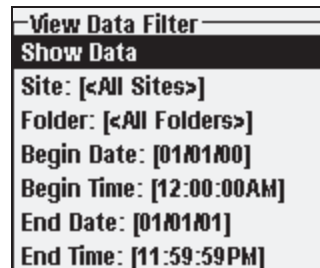 View Data Filter
Show Data
Site: [<All Sites>]
Folder: [<All Folders>]
Begin Date: [01/01/00]
Begin Time: [12:00:00AM]
End Date: [01/01/01]
End Time: [11:59:59PM]